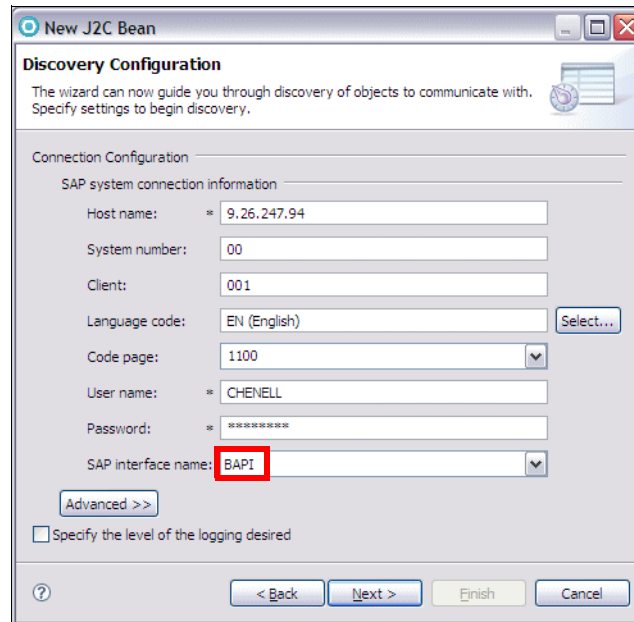 New J2C Bean
Discovery Configuration
The wizard can now guide you through discovery of objects to communicate with.
Specify settings to begin discovery.
Connection Configuration
SAP system connection information
Host name: * 9.26.247.94
System number: 00
Client: 001
Language code: EN (English) Select...
Code page: 1100
User name: * CHENELL
Password: * ********
SAP interface name: BAPI
Advanced >>
Specify the level of the logging desired
? < Back Next > Finish Cancel